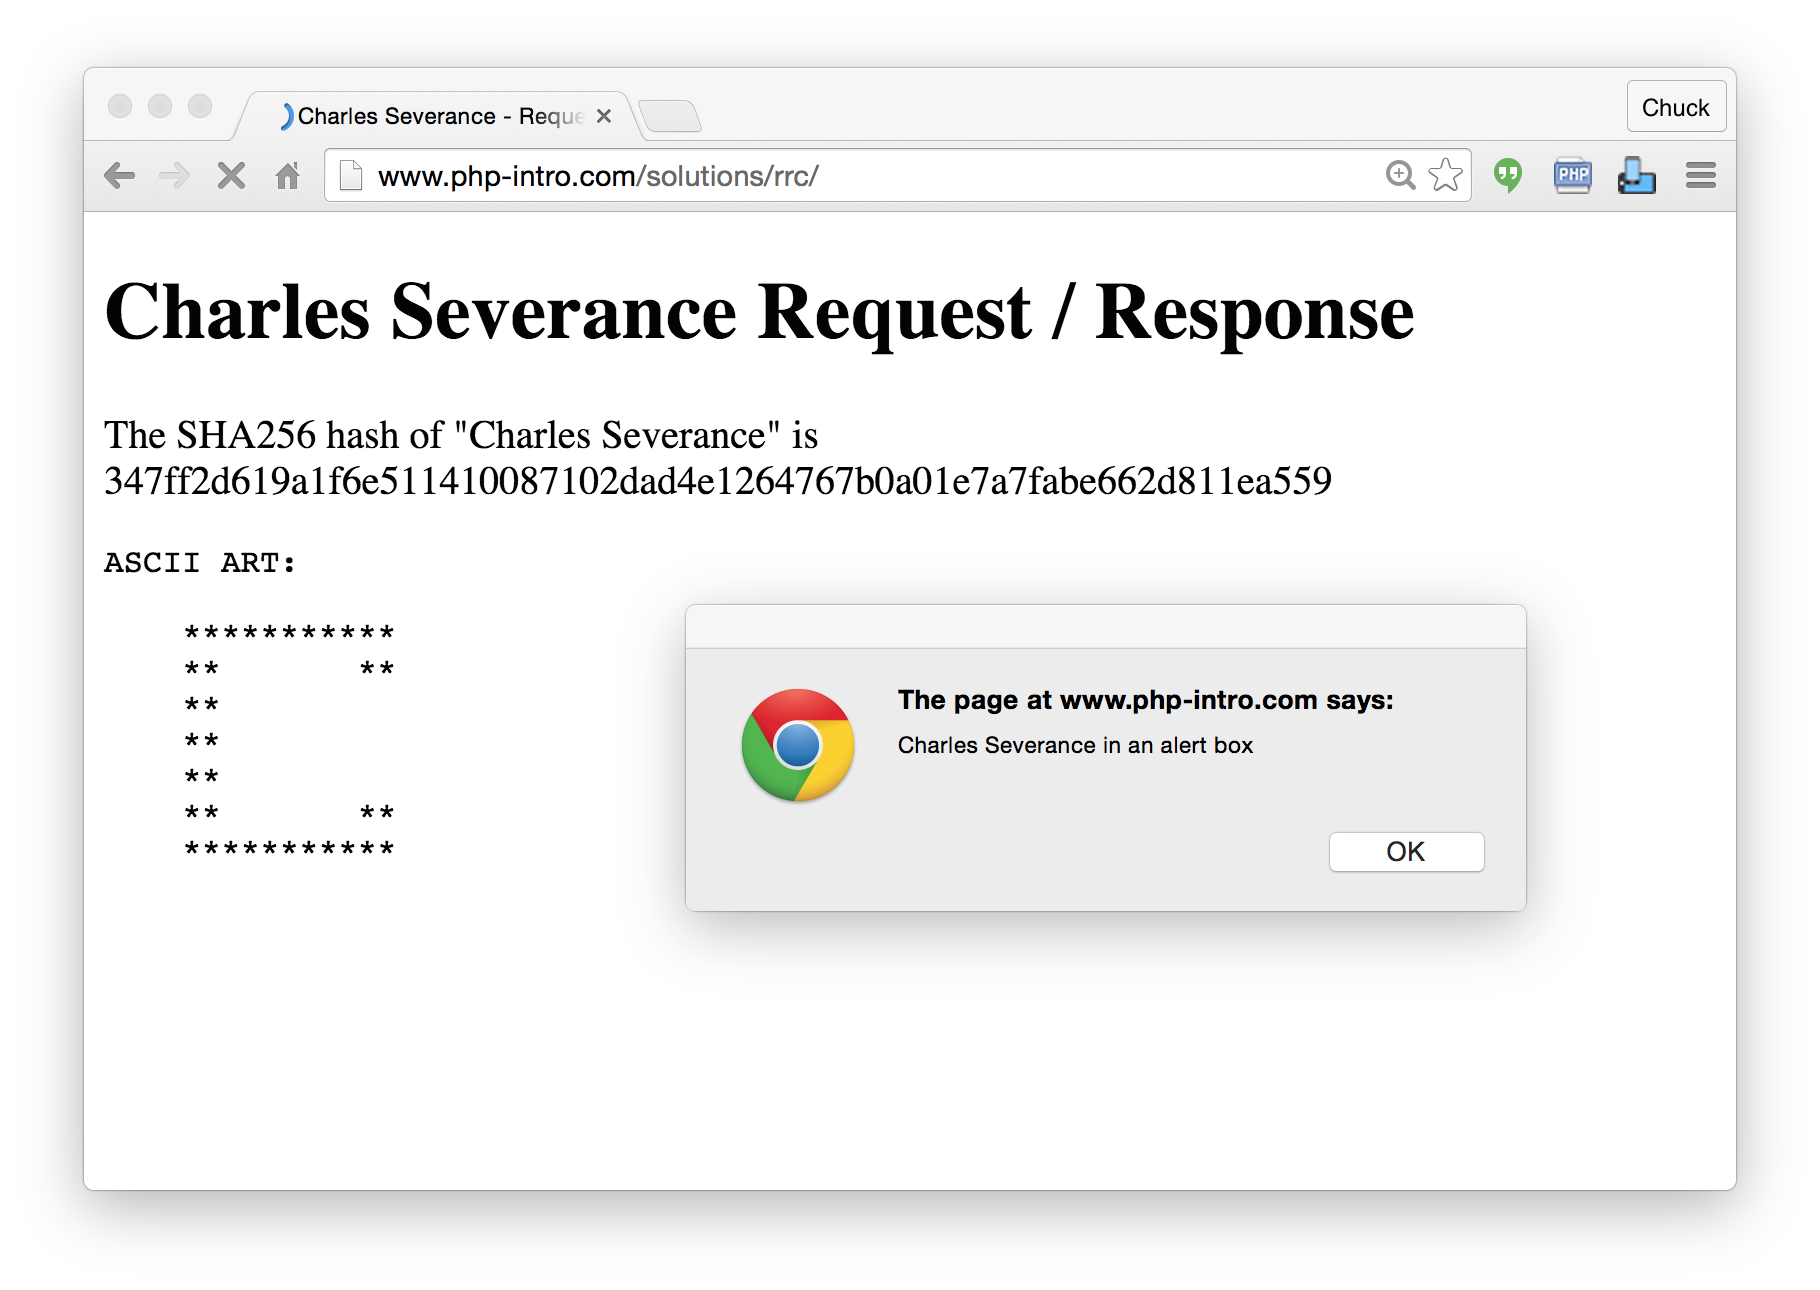 Charles Severance - Reque
Chuck
www.php-intro.com/solutions/rrc/
PHP
Charles Severance Request / Response
The SHA256 hash of "Charles Severance" is
347ff2d619a1f6e511410087102dad4e1264767b0a01e7a7fabe662d811ea559
ASCII ART:
***********
**       **
**
**
**
**       **
***********
The page at www.php-intro.com says:
Charles Severance in an alert box
OK